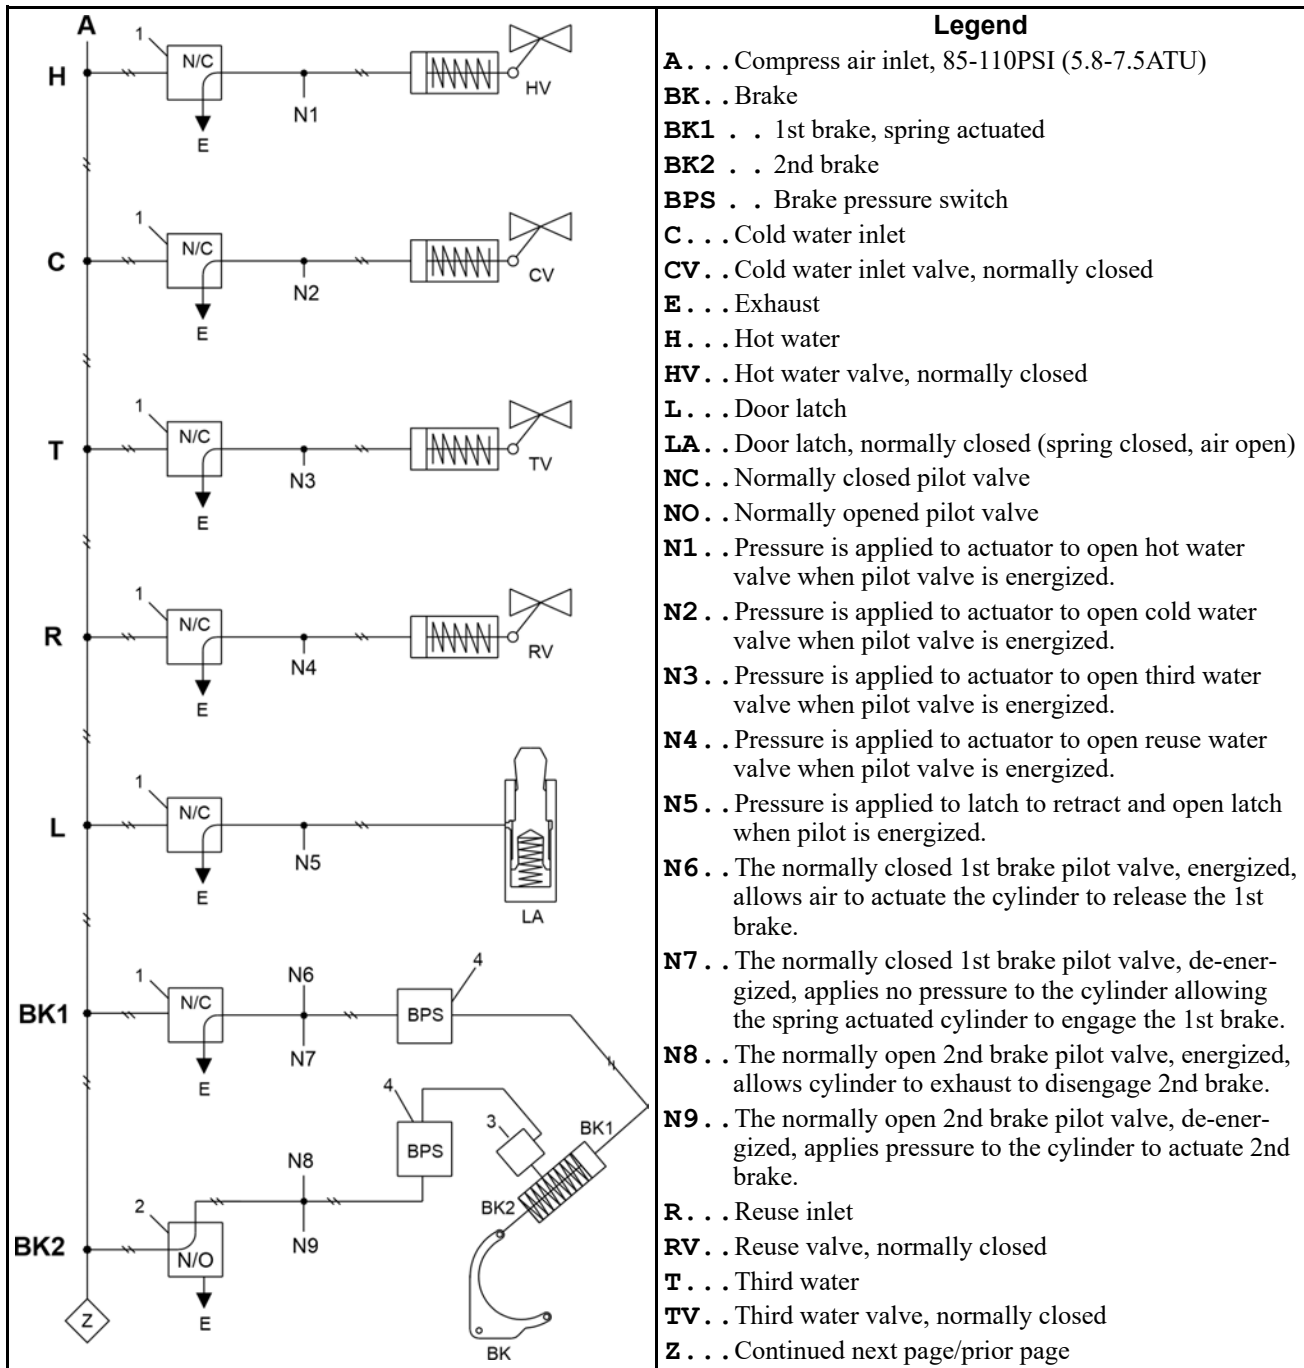 A
H
1
N/C
E
N1
HV
C
1
N/C
E
N2
CV
T
1
N/C
E
N3
TV
R
1
N/C
E
N4
RV
L
1
N/C
E
N5
LA
BK1
1
N/C
E
N6
N7
4
BPS
BK2
2
N/O
E
N8
N9
4
BPS
3
BK1
BK2
BK
Z
Legend
A...Compress air inlet, 85-110PSI (5.8-7.5ATU)
BK..Brake
BK1 . . 1st brake, spring actuated
BK2 . . 2nd brake
BPS . . Brake pressure switch
C...Cold water inlet
CV..Cold water inlet valve, normally closed
E...Exhaust
H...Hot water
HV..Hot water valve, normally closed
L...Door latch
LA..Door latch, normally closed (spring closed, air open)
NC..Normally closed pilot valve
NO..Normally opened pilot valve
N1..Pressure is applied to actuator to open hot water
valve when pilot valve is energized.
N2..Pressure is applied to actuator to open cold water
valve when pilot valve is energized.
N3..Pressure is applied to actuator to open third water
valve when pilot valve is energized.
N4..Pressure is applied to actuator to open reuse water
valve when pilot valve is energized.
N5..Pressure is applied to latch to retract and open latch
when pilot is energized.
N6..The normally closed 1st brake pilot valve, energized,
allows air to actuate the cylinder to release the 1st
brake.
N7..The normally closed 1st brake pilot valve, de-ener-
gized, applies no pressure to the cylinder allowing
the spring actuated cylinder to engage the 1st brake.
N8..The normally open 2nd brake pilot valve, energized,
allows cylinder to exhaust to disengage 2nd brake.
N9..The normally open 2nd brake pilot valve, de-ener-
gized, applies pressure to the cylinder to actuate 2nd
brake.
R...Reuse inlet
RV..Reuse valve, normally closed
T...Third water
TV..Third water valve, normally closed
Z...Continued next page/prior page